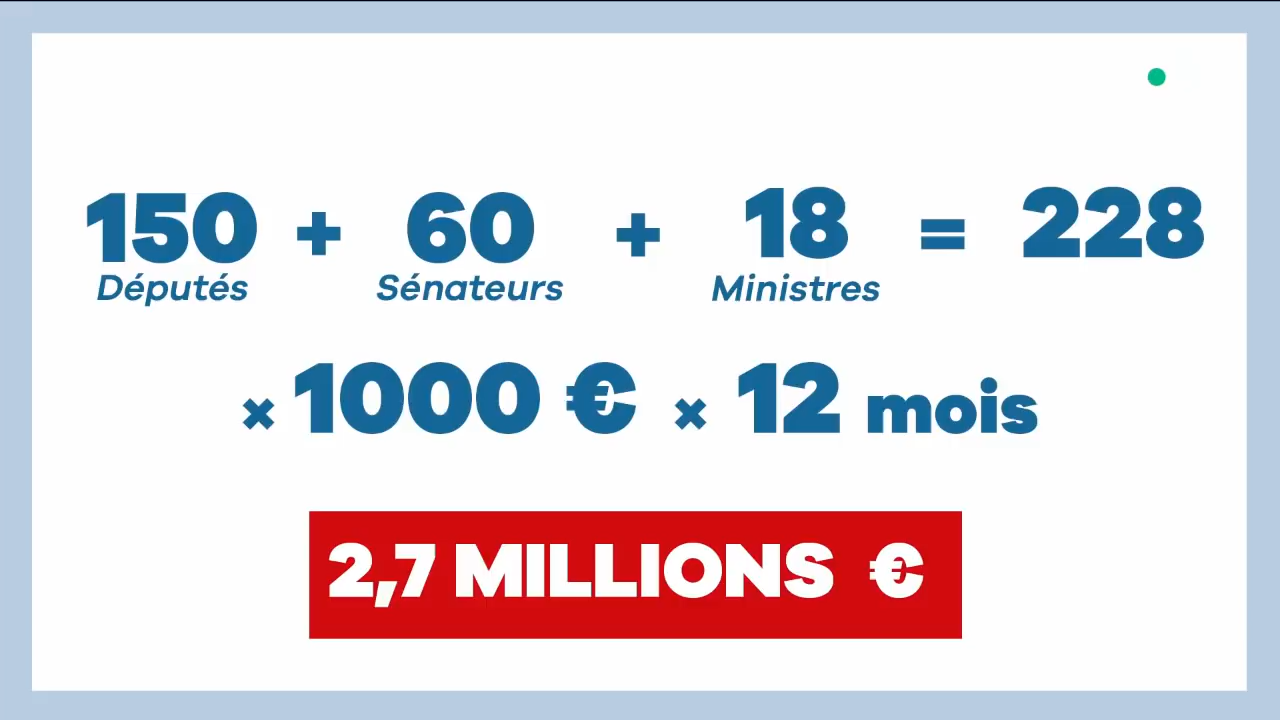 150 + 60 + 18 = 228
Députés Sénateurs Ministres
× 1000 € × 12 mois
2,7 MILLIONS €